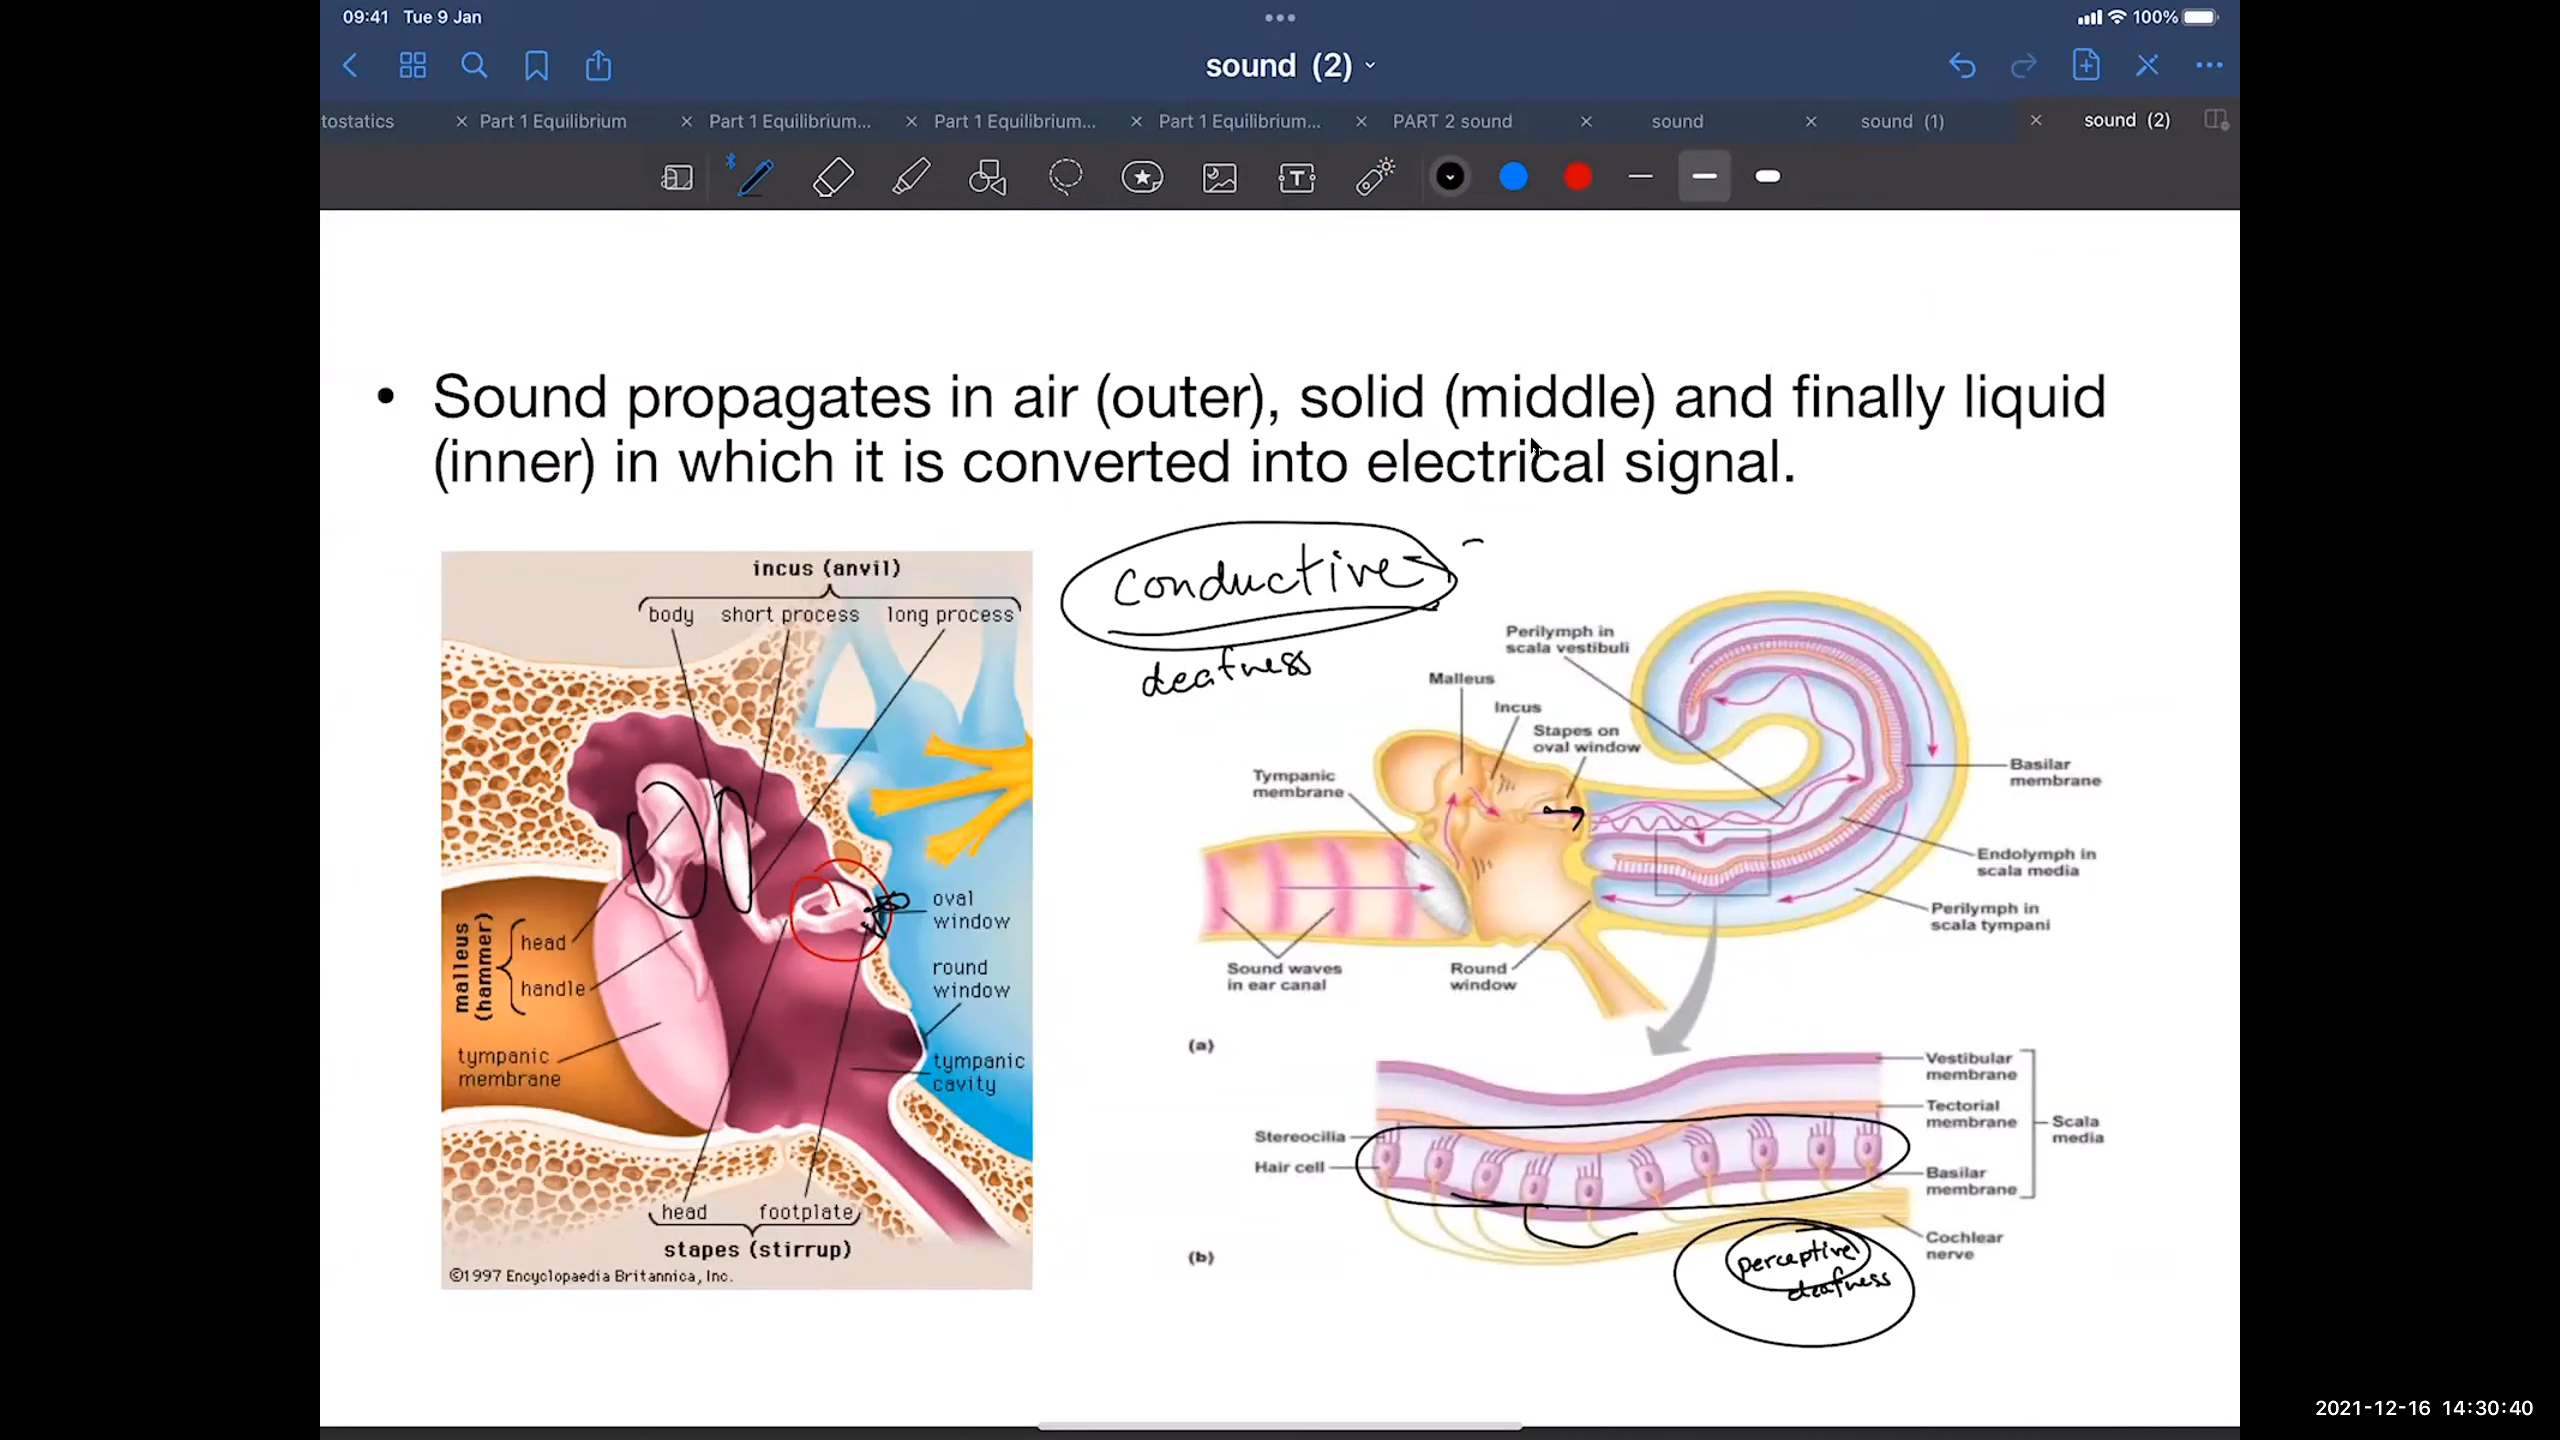 09:41 Tue 9 Jan
100%
sound (2)
tostatics
Part 1 Equilibrium
Part 1 Equilibrium...
Part 1 Equilibrium...
Part 1 Equilibrium...
PART 2 sound
sound
sound (1)
sound (2)
• Sound propagates in air (outer), solid (middle) and finally liquid
(inner) in which it is converted into electrical signal.
conductive
deafness
incus (anvil)
body short process long process
malleus
(hammer)
head
handle
tympanic
membrane
oval
window
round
window
tympanic
cavity
head footplate
stapes (stirrup)
©1997 Encyclopaedia Britannica, Inc.
Perilymph in
scala vestibuli
Malleus
Incus
Stapes on
oval window
Tympanic
membrane
Basilar
membrane
Endolymph in
scala media
Perilymph in
scala tympani
Sound waves
in ear canal
Round
window
(a)
Vestibular
membrane
Tectorial
membrane
Scala
media
Stereocilia
Hair cell
Basilar
membrane
Cochlear
nerve
(b)
perceptive
deafness
2021-12-16 14:30:40